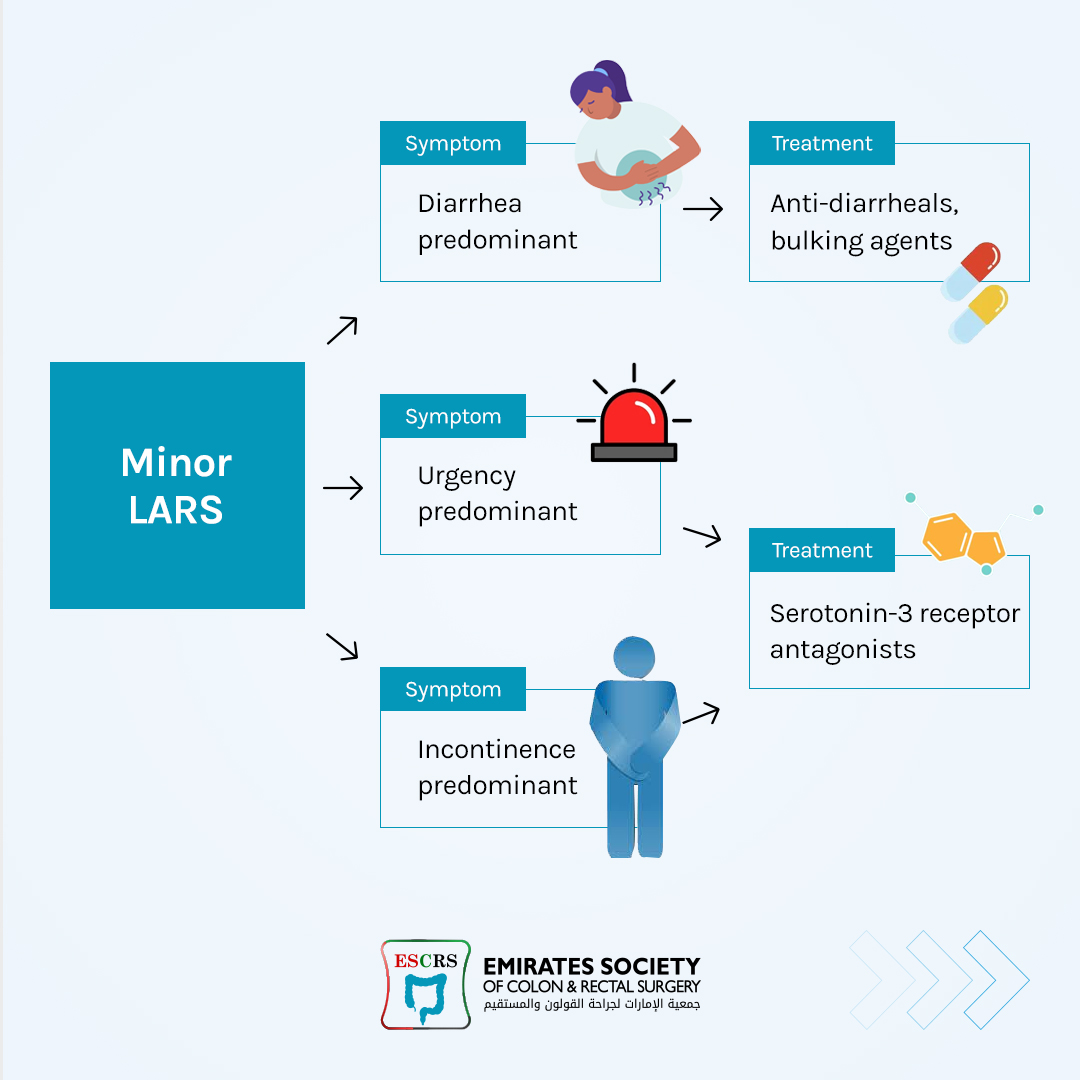 Symptom
Diarrhea
predominant
Treatment
Anti-diarrheals,
bulking agents
Minor
LARS
Symptom
Urgency
predominant
Treatment
Serotonin-3 receptor
antagonists
Symptom
Incontinence
predominant
ESCRS
EMIRATES SOCIETY
OF COLON & RECTAL SURGERY
جمعية الإمارات لجراحة القولون والمستقيم